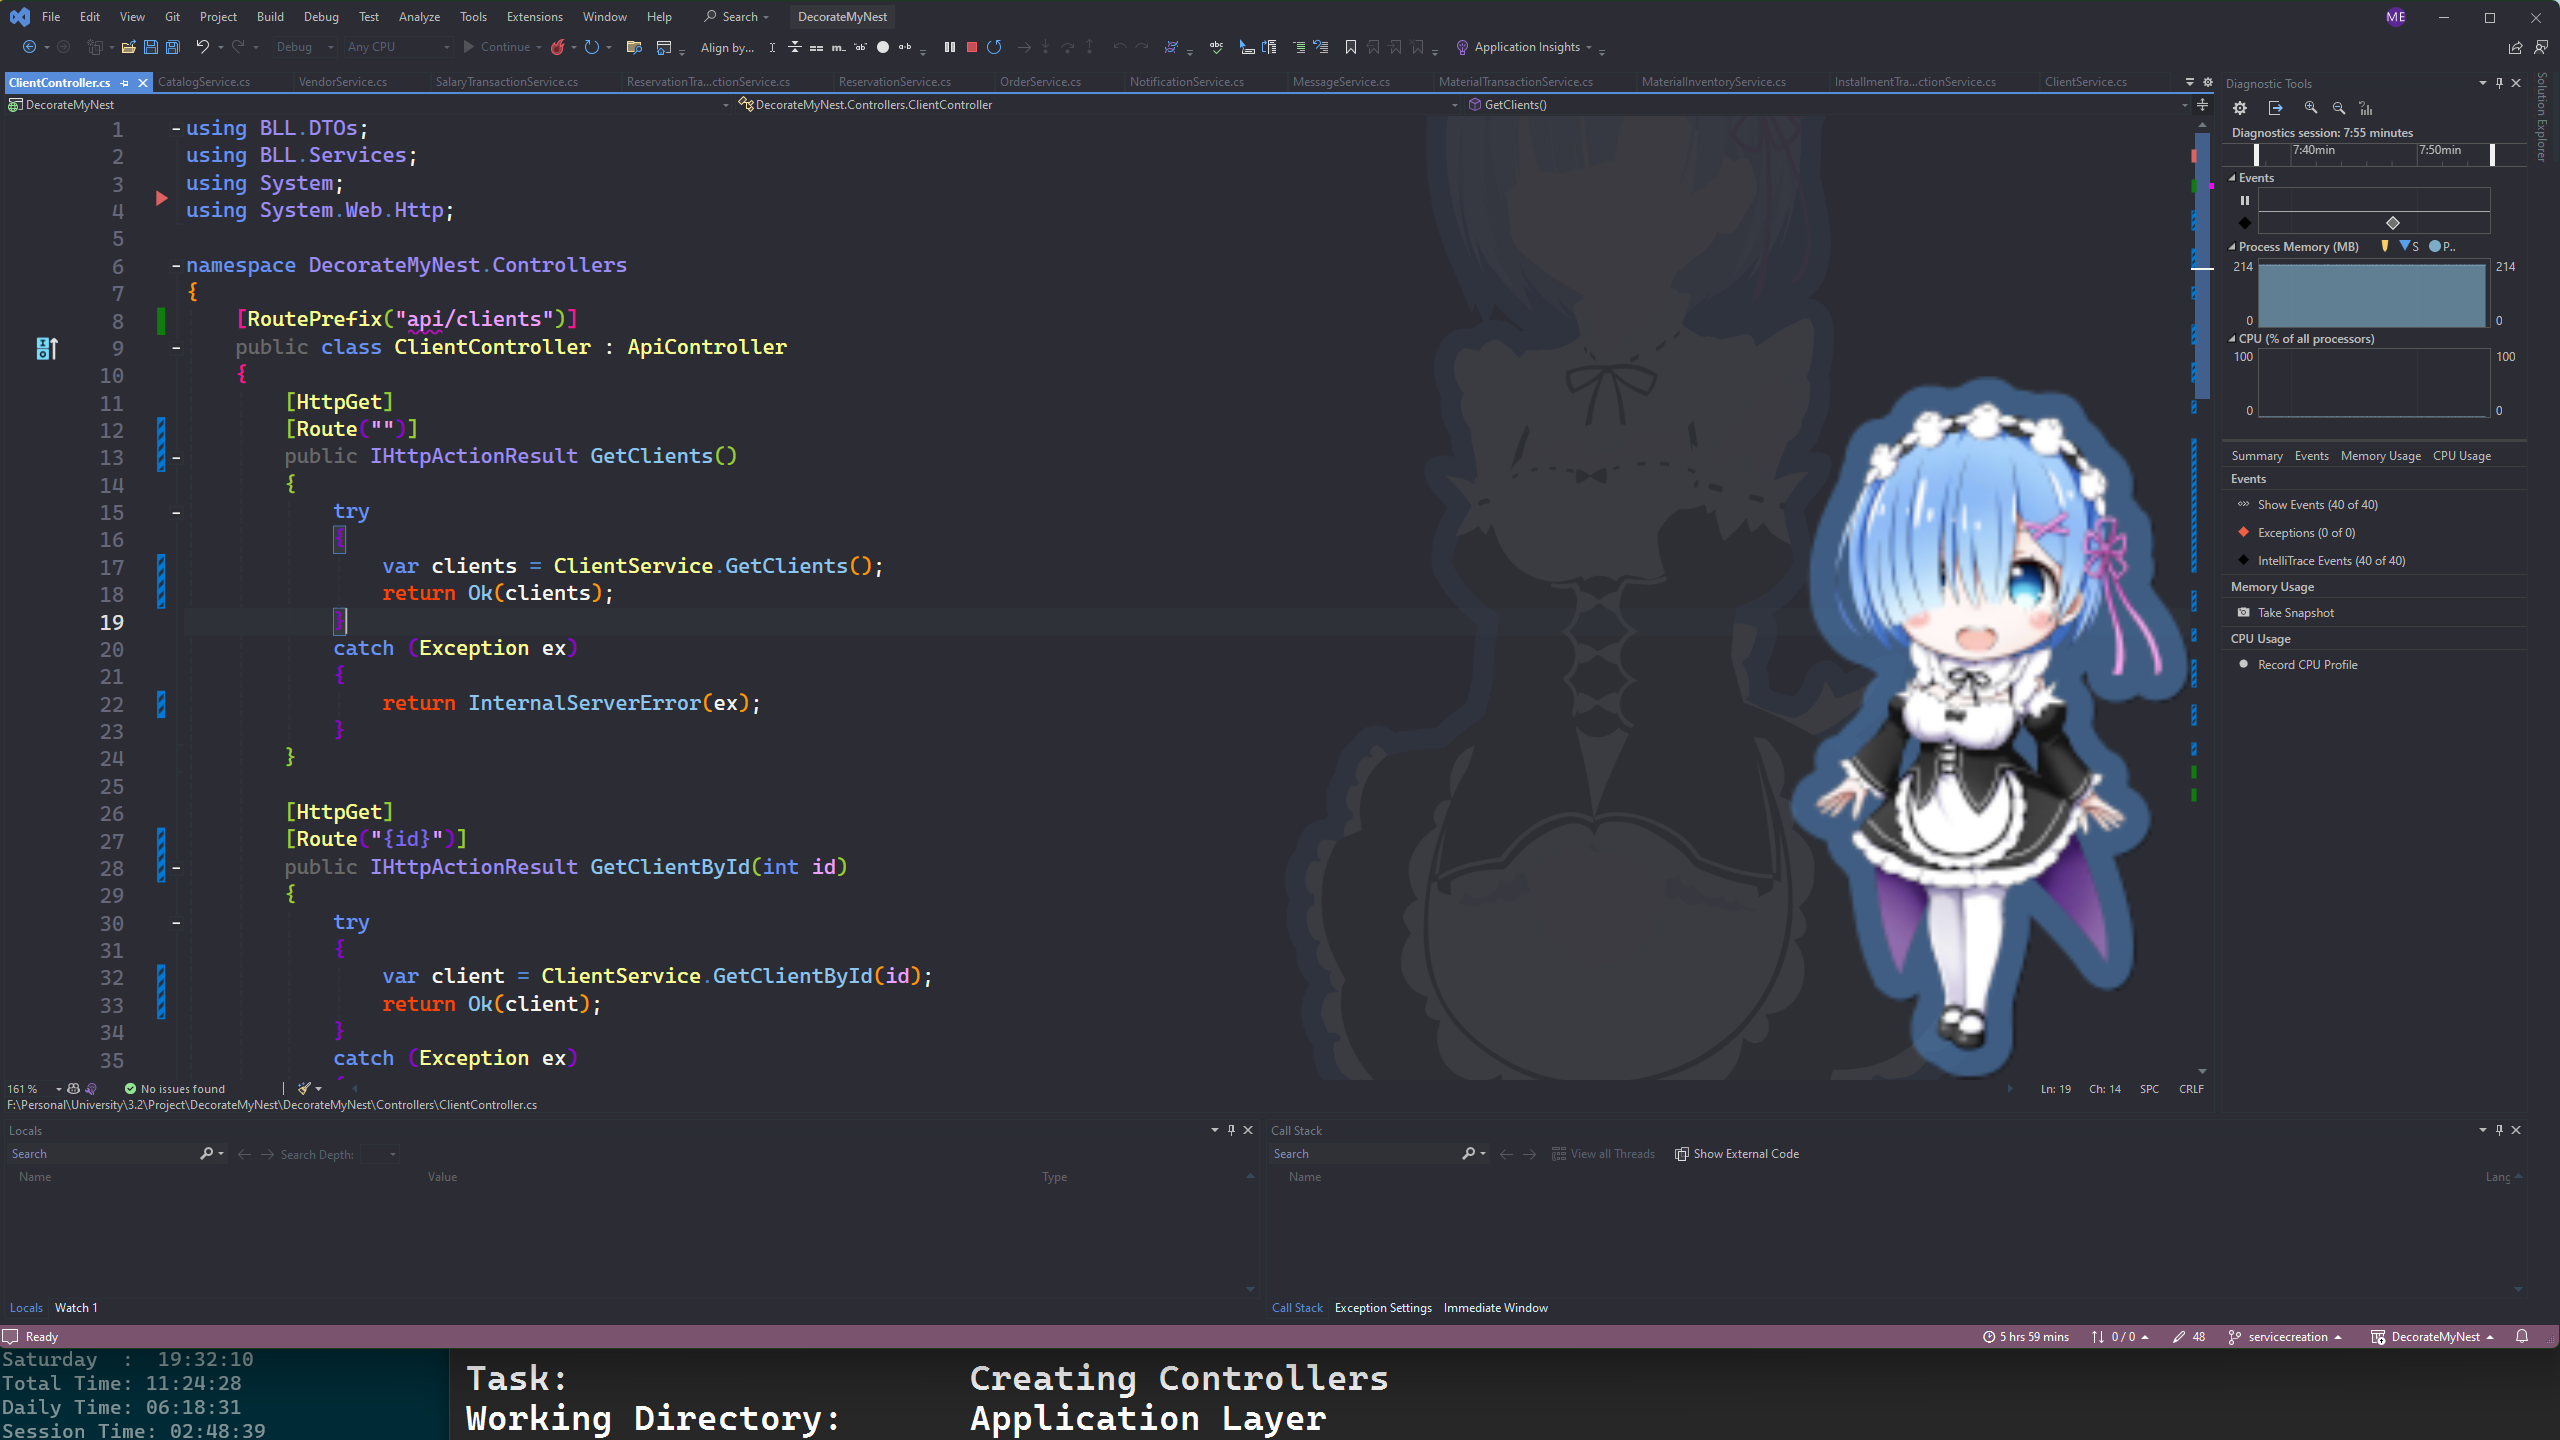 File Edit View Git Project Build Debug Test Analyze Tools Extensions Window Help Search DecorateMyNest ME
Debug Any CPU Continue Align by... Application Insights
ClientController.cs CatalogService.cs VendorService.cs SalaryTransactionService.cs ReservationTra...ctionService.cs ReservationService.cs OrderService.cs NotificationService.cs MessageService.cs MaterialTransactionService.cs MaterialInventoryService.cs InstallmentTra...ctionService.cs ClientService.cs
DecorateMyNest DecorateMyNest.Controllers.ClientController GetClients()
1 using BLL.DTOs;
2 using BLL.Services;
3 using System;
4 using System.Web.Http;
5
6 namespace DecorateMyNest.Controllers
7 {
8 [RoutePrefix("api/clients")]
9 public class ClientController : ApiController
10 {
11 [HttpGet]
12 [Route("")]
13 public IHttpActionResult GetClients()
14 {
15 try
16 {
17 var clients = ClientService.GetClients();
18 return Ok(clients);
19 }
20 catch (Exception ex)
21 {
22 return InternalServerError(ex);
23 }
24 }
25
26 [HttpGet]
27 [Route("{id}")]
28 public IHttpActionResult GetClientById(int id)
29 {
30 try
31 {
32 var client = ClientService.GetClientById(id);
33 return Ok(client);
34 }
35 catch (Exception ex)
161 % No issues found Ln: 19 Ch: 14 SPC CRLF
F:\Personal\University\3.2\Project\DecorateMyNest\DecorateMyNest\Controllers\ClientController.cs
Diagnostic Tools
Diagnostics session: 7:55 minutes
7:40min 7:50min
Events
Process Memory (MB) S P..
214 214
0 0
CPU (% of all processors)
100 100
0 0
Summary Events Memory Usage CPU Usage
Events
Show Events (40 of 40)
Exceptions (0 of 0)
IntelliTrace Events (40 of 40)
Memory Usage
Take Snapshot
CPU Usage
Record CPU Profile
Solution Explorer
Locals
Search Search Depth:
Name Value Type
Locals Watch 1
Call Stack
Search View all Threads Show External Code
Name Lang
Call Stack Exception Settings Immediate Window
Ready 5 hrs 59 mins 0 / 0 48 servicecreation DecorateMyNest
Saturday : 19:32:10
Total Time: 11:24:28
Daily Time: 06:18:31
Session Time: 02:48:39
Task: Creating Controllers
Working Directory: Application Layer